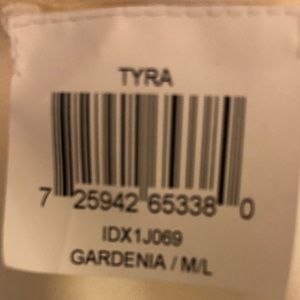 TYRA
7 25942 65338 0
IDX1J069
GARDENIA / M/L